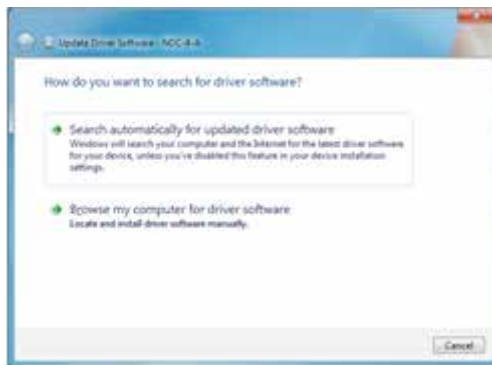 Update Driver Software - NDC-4-A
How do you want to search for driver software?
Search automatically for updated driver software
Windows will search your computer and the Internet for the latest driver software
for your device, unless you've disabled this feature in your device installation
settings.
Browse my computer for driver software
Locate and install driver software manually.
Cancel